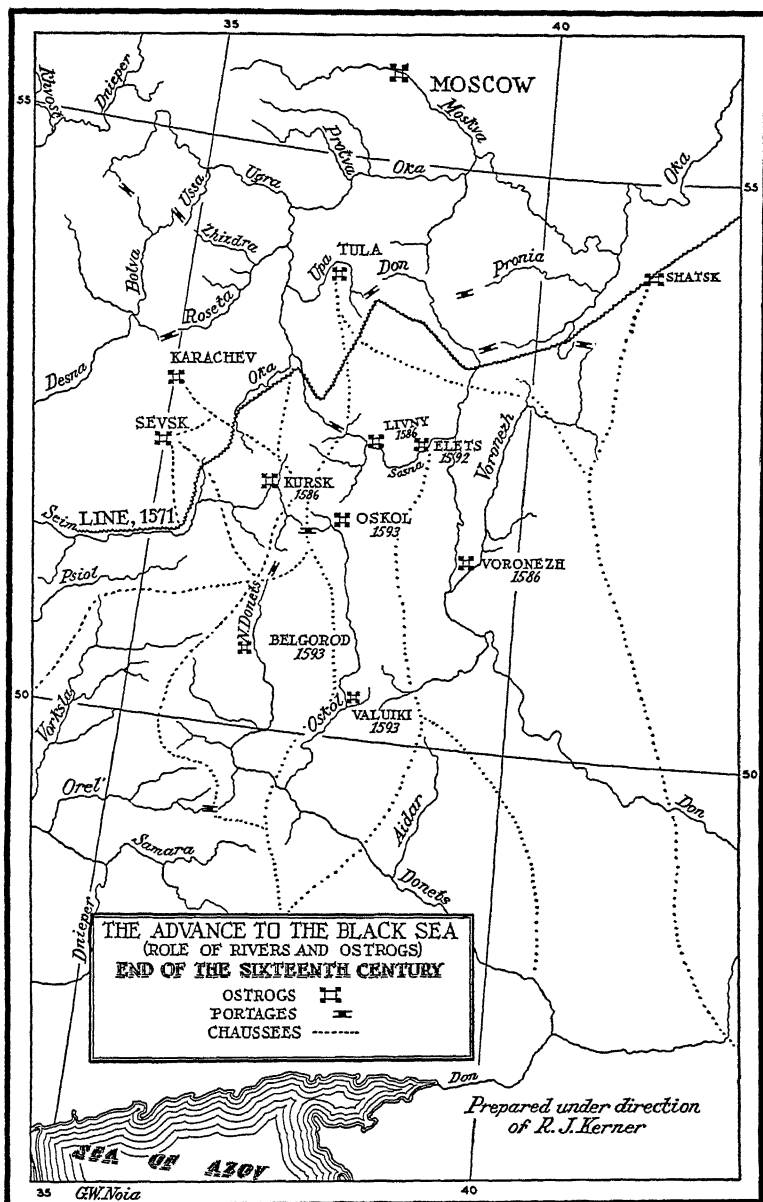 35
40
Khvost
Dnieper
MOSCOW
55
Moskva
Protva
Oka
Oka
55
Ugra
Ussa
Zhizdra
TULA
Upa
Don
Pronia
SHATSK
Bolva
Roseta
KARACHEV
Oka
Desna
SEVSK
LIVNY
1586
ELETS
1592
Sosna
Voronezh
KURSK
1586
Seim
LINE, 1571
OSKOL
1593
VORONEZH
1586
Psiol
N. Donets
BELGOROD
1593
50
Vorksla
Oskol
VALUIKI
1593
50
Orel'
Don
Aidar
Samara
Donets
Dnieper
THE ADVANCE TO THE BLACK SEA
(ROLE OF RIVERS AND OSTROGS)
END OF THE SIXTEENTH CENTURY
OSTROGS
PORTAGES
CHAUSSEES
Don
Prepared under direction
of R. J. Kerner
SEA OF AZOV
35
G.W. Noia
40